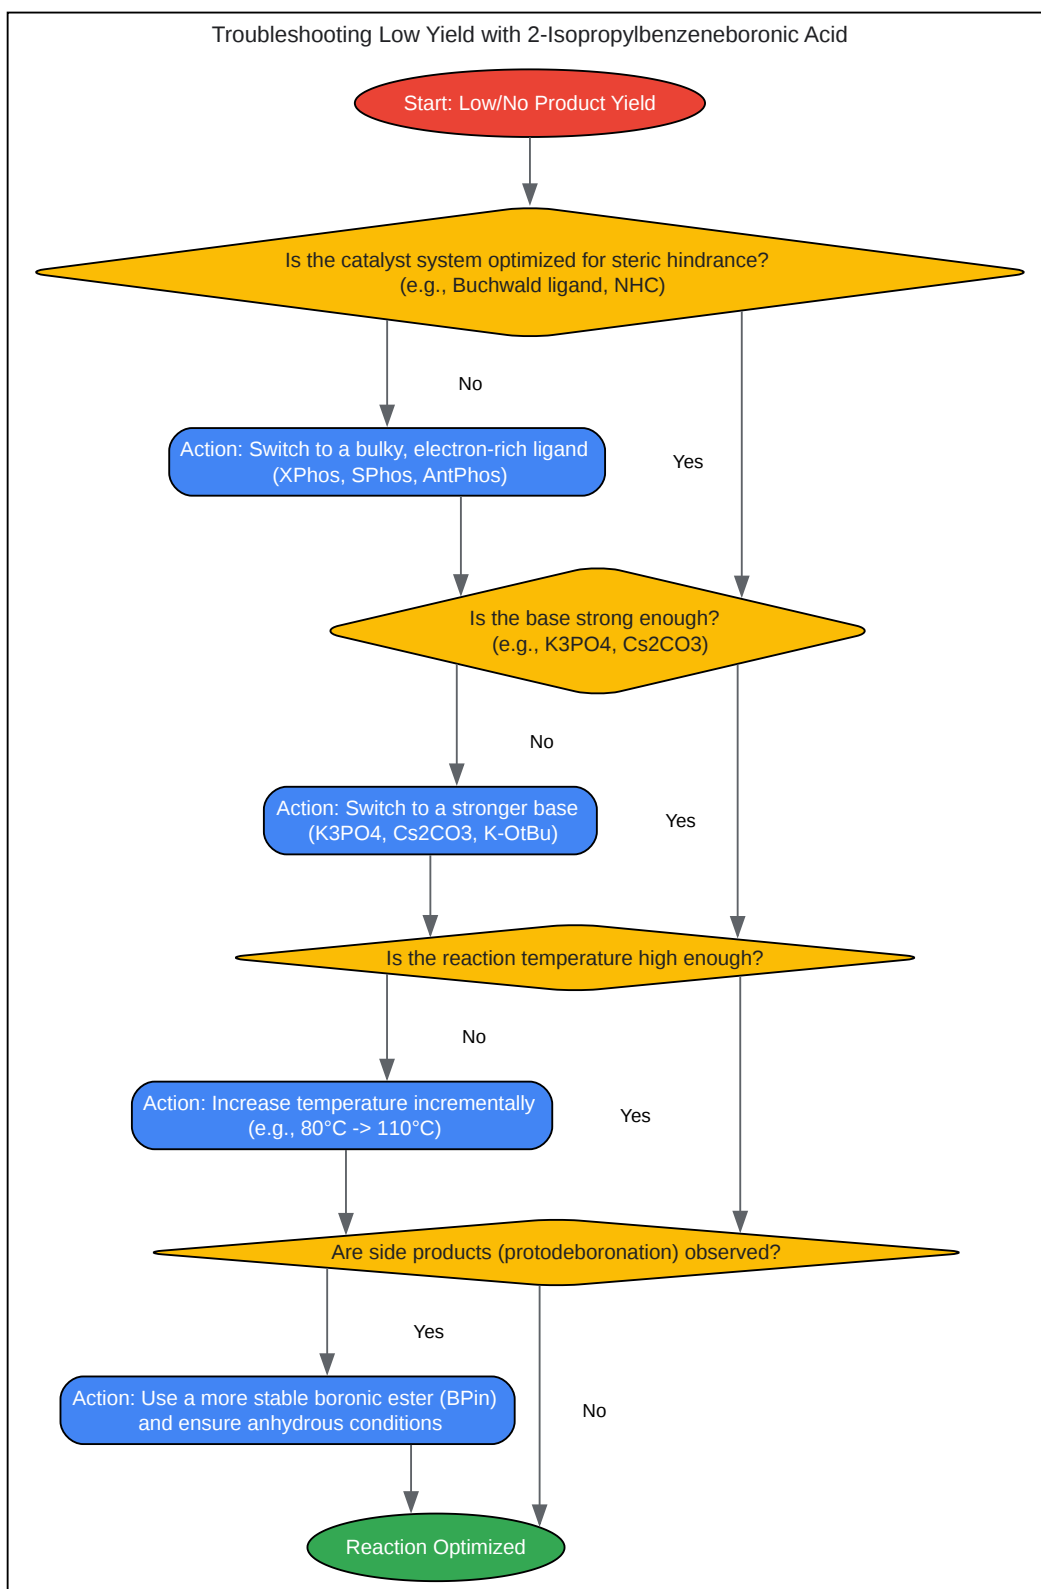 Troubleshooting Low Yield with 2-Isopropylbenzeneboronic Acid
Start: Low/No Product Yield
Is the catalyst system optimized for steric hindrance?
(e.g., Buchwald ligand, NHC)
No
Action: Switch to a bulky, electron-rich ligand
(XPhos, SPhos, AntPhos)
Yes
Is the base strong enough?
(e.g., K3PO4, Cs2CO3)
No
Action: Switch to a stronger base
(K3PO4, Cs2CO3, K-OtBu)
Yes
Is the reaction temperature high enough?
No
Action: Increase temperature incrementally
(e.g., 80°C -> 110°C)
Yes
Are side products (protodeboronation) observed?
Yes
Action: Use a more stable boronic ester (BPin)
and ensure anhydrous conditions
No
Reaction Optimized